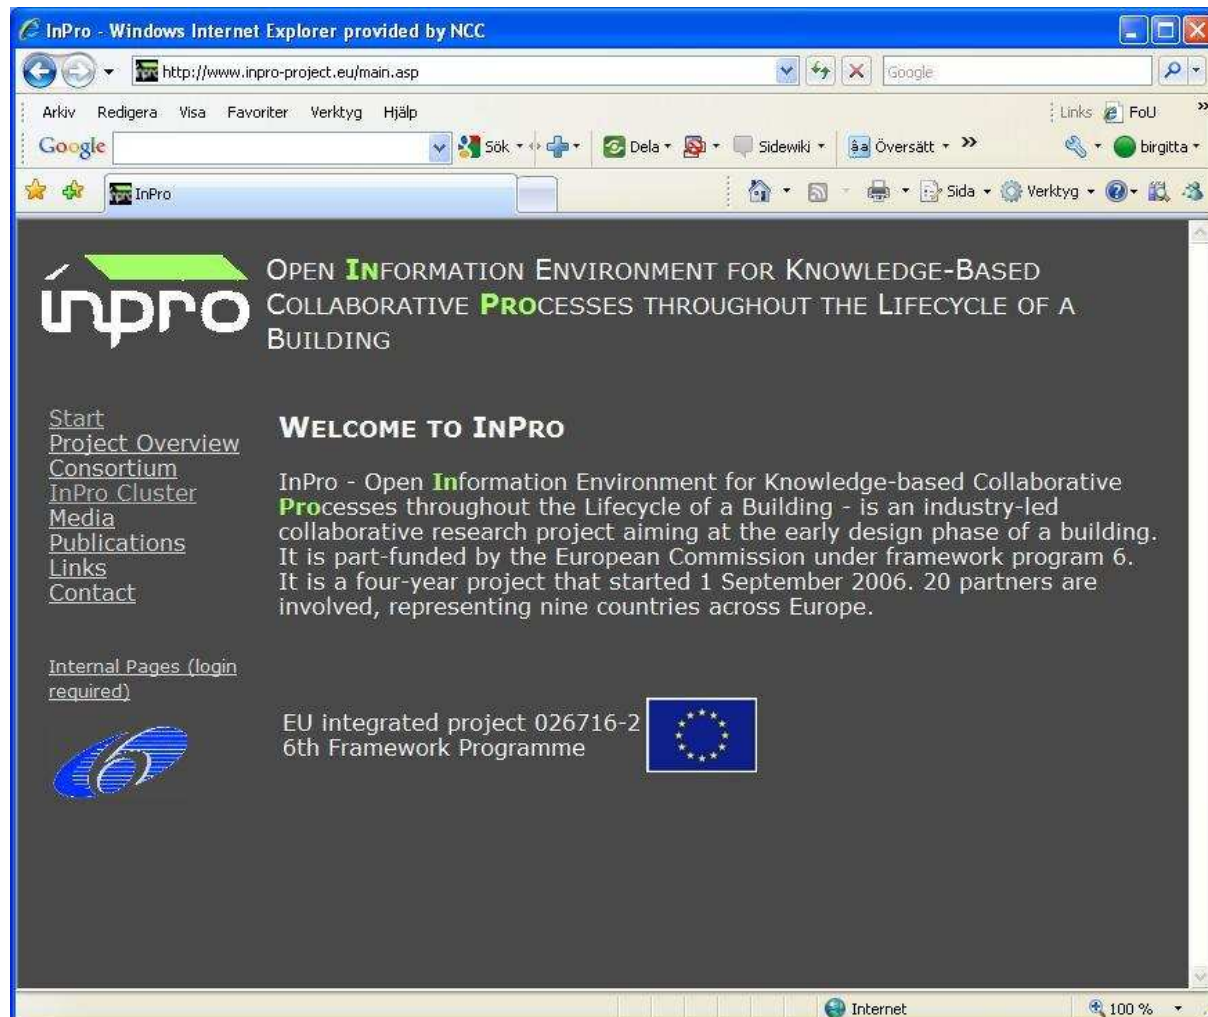 InPro - Windows Internet Explorer provided by NCC
http://www.inpro-project.eu/main.asp
Google
Arkiv Redigera Visa Favoriter Verktyg Hjälp
Links FoU »
Google Sök Dela Sidewiki Översätt » birgitta
InPro Sida Verktyg
inpro
OPEN INFORMATION ENVIRONMENT FOR KNOWLEDGE-BASED
COLLABORATIVE PROCESSES THROUGHOUT THE LIFECYCLE OF A
BUILDING
Start
Project Overview
Consortium
InPro Cluster
Media
Publications
Links
Contact
Internal Pages (login
required)
6
WELCOME TO INPRO
InPro - Open Information Environment for Knowledge-based Collaborative
Processes throughout the Lifecycle of a Building - is an industry-led
collaborative research project aiming at the early design phase of a building.
It is part-funded by the European Commission under framework program 6.
It is a four-year project that started 1 September 2006. 20 partners are
involved, representing nine countries across Europe.
EU integrated project 026716-2
6th Framework Programme
Internet 100 %